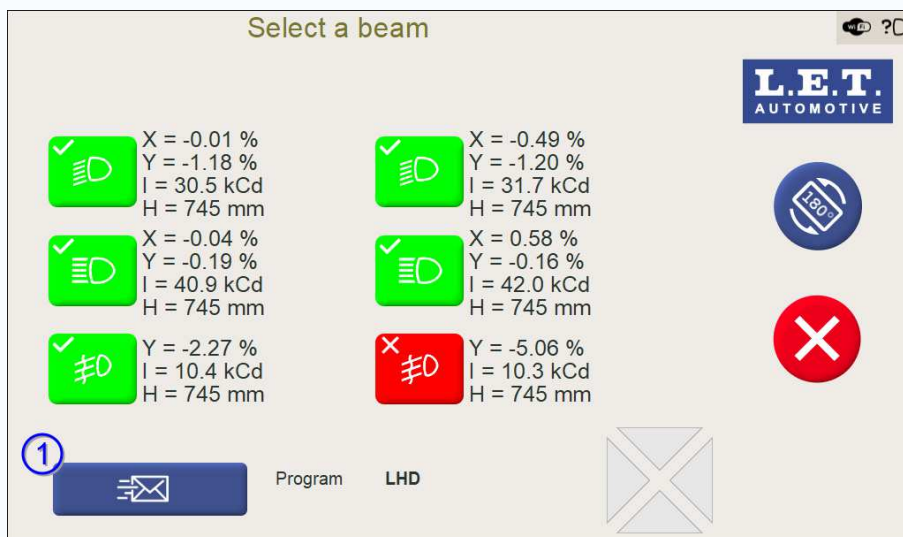 Select a beam
WiFi ?
L.E.T.
AUTOMOTIVE
X = -0.01 %
Y = -1.18 %
I = 30.5 kCd
H = 745 mm
X = -0.49 %
Y = -1.20 %
I = 31.7 kCd
H = 745 mm
180°
X = -0.04 %
Y = -0.19 %
I = 40.9 kCd
H = 745 mm
X = 0.58 %
Y = -0.16 %
I = 42.0 kCd
H = 745 mm
Y = -2.27 %
I = 10.4 kCd
H = 745 mm
Y = -5.06 %
I = 10.3 kCd
H = 745 mm
1
Program LHD